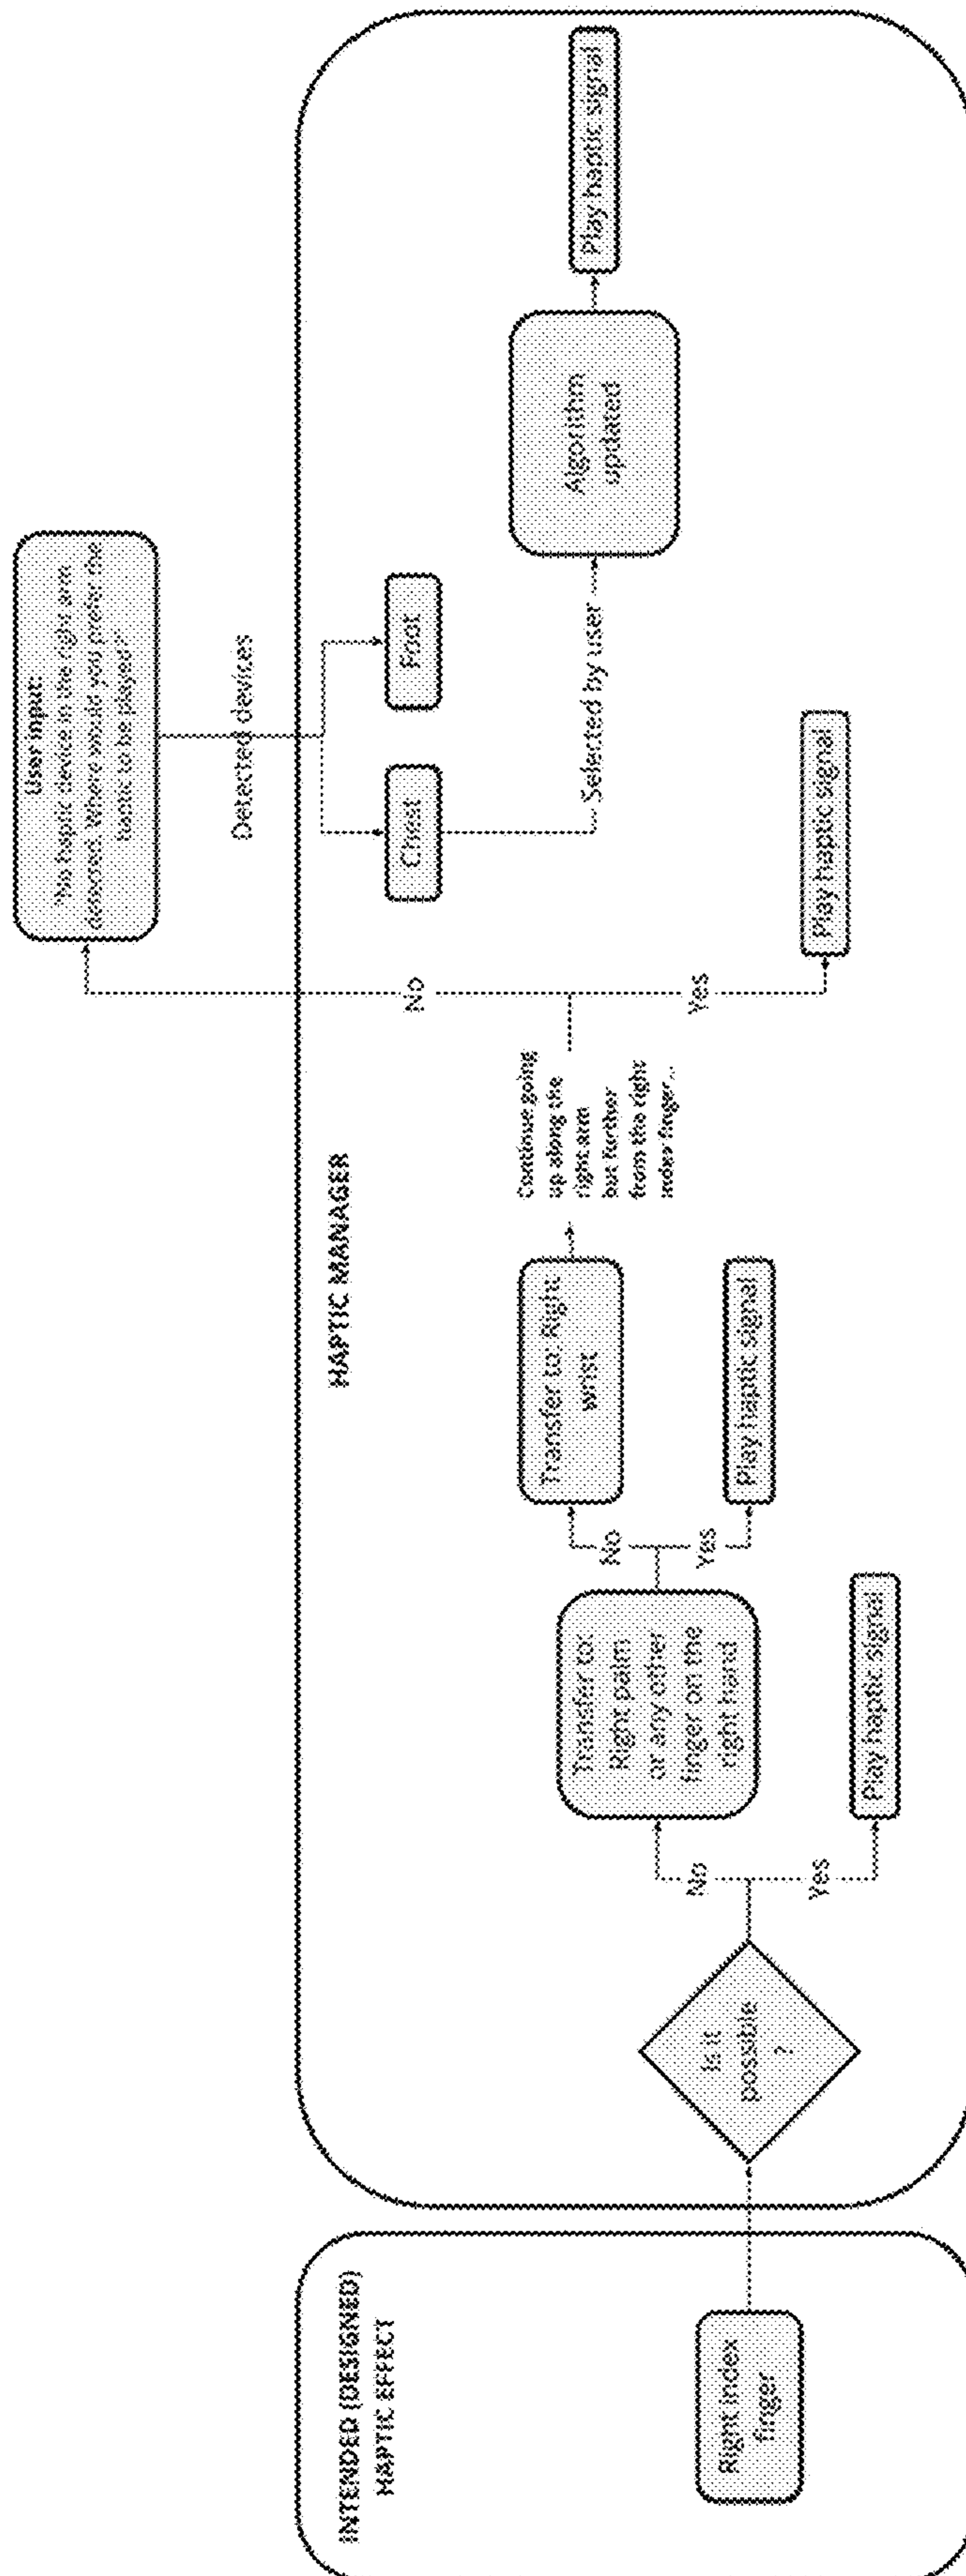 INTENDED (DESIGNED)
HAPTIC EFFECT
Right index
finger
HAPTIC MANAGER
Is it
possible
?
No
Yes
Transfer to:
Right palm
or any other
finger on the
right hand
Play haptic signal
No
Yes
Transfer to: Right
wrist
Play haptic signal
Continue going
up along the
right arm
but further
from the right
index finger...
No
Yes
Play haptic signal
User input:
"No haptic device in the right arm
detected. Where would you prefer the
haptic to be played"
Detected devices
Chest
Foot
Selected by user
Algorithm
updated
Play haptic signal